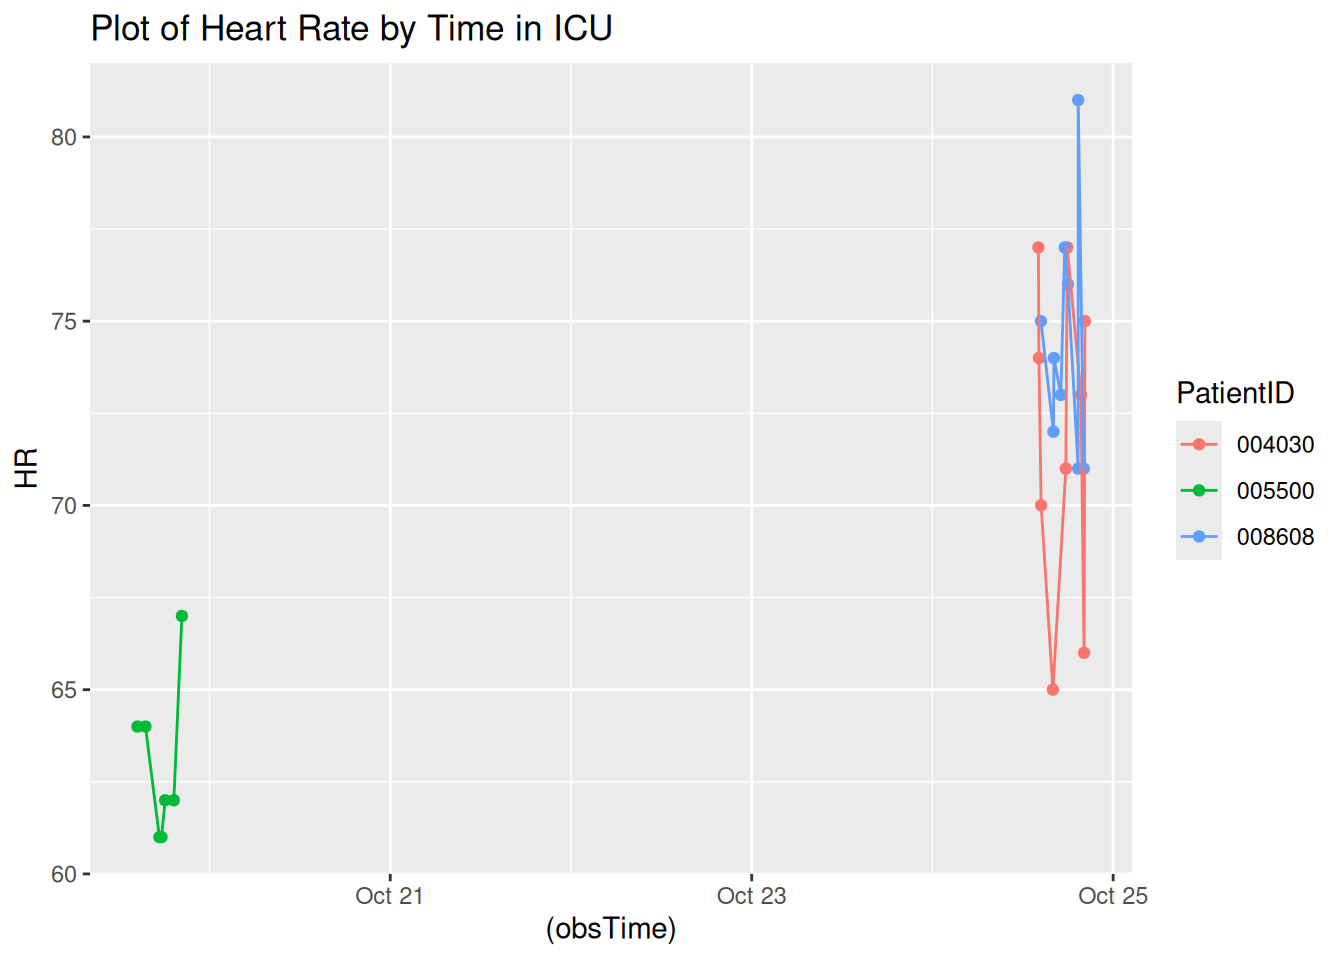 Plot of Heart Rate by Time in ICU
HR
80
75
70
65
60
Oct 21
Oct 23
Oct 25
(obsTime)
PatientID
004030
005500
008608